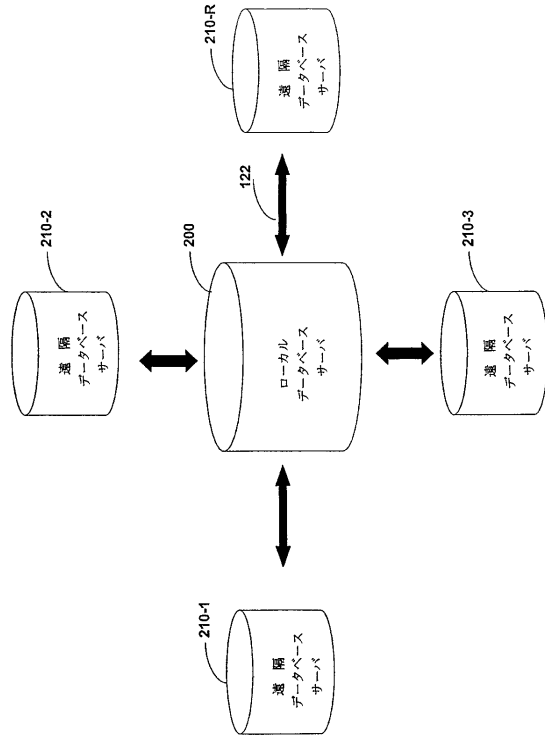 210-2
遠 隔
データベース
サーバ
200
ローカル
データベース
サーバ
122
210-R
遠 隔
データベース
サーバ
210-1
遠 隔
データベース
サーバ
210-3
遠 隔
データベース
サーバ